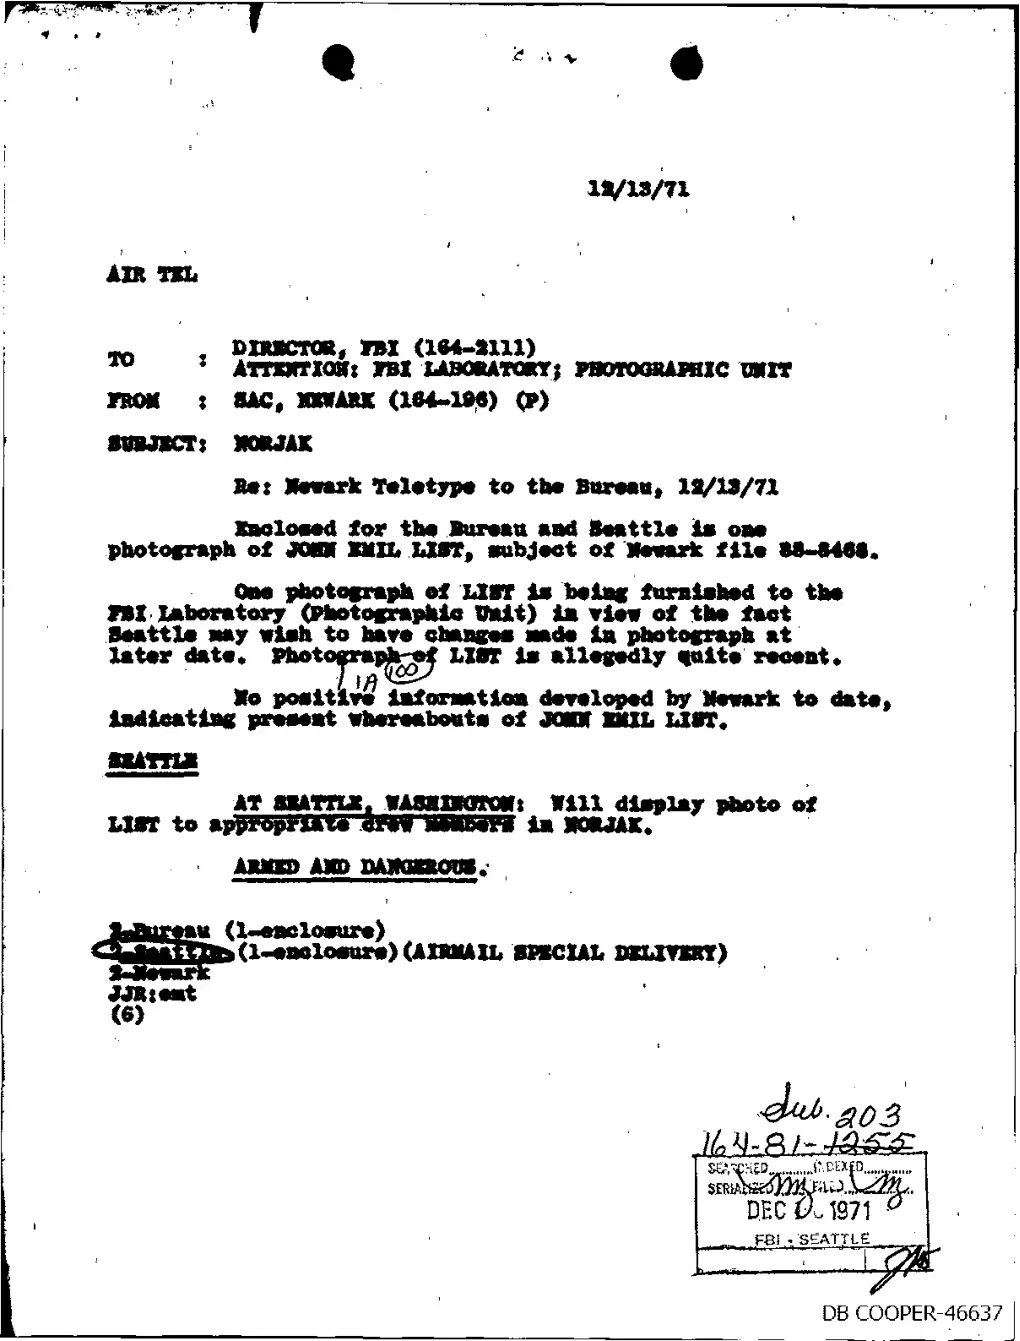 12/13/71
AIR TEL
TO : DIRECTOR, FBI (164-2111)
ATTENTION: FBI LABORATORY; PHOTOGRAPHIC UNIT
FROM : SAC, NEWARK (164-196) (P)
SUBJECT: NORJAK
Re: Newark Teletype to the Bureau, 12/13/71
Enclosed for the Bureau and Seattle is one
photograph of JOHN EMIL LIST, subject of Newark file 88-8468.
One photograph of LIST is being furnished to the
FBI Laboratory (Photographic Unit) in view of the fact
Seattle may wish to have changes made in photograph at
later date. Photograph of LIST is allegedly quite recent.
1A 100
No positive information developed by Newark to date,
indicating present whereabouts of JOHN EMIL LIST.
SEATTLE
AT SEATTLE, WASHINGTON: Will display photo of
LIST to appropriate crew members in NORJAK.
ARMED AND DANGEROUS.
2-Bureau (1-enclosure)
2-Seattle (1-enclosure)(AIRMAIL SPECIAL DELIVERY)
2-Newark
JJR:emt
(6)
Sub. 203
164-81-1255
SEARCHED INDEXED
SERIALIZED FILED
DEC 1971
FBI - SEATTLE
DB COOPER-46637